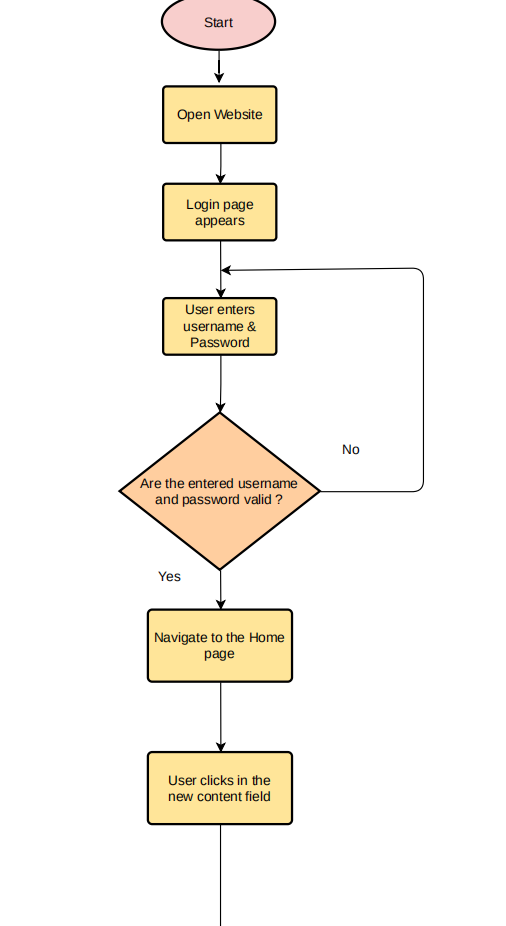 Start
Open Website
Login page
appears
User enters
username &
Password
No
Are the entered username
and password valid ?
Yes
Navigate to the Home
page
User clicks in the
new content field